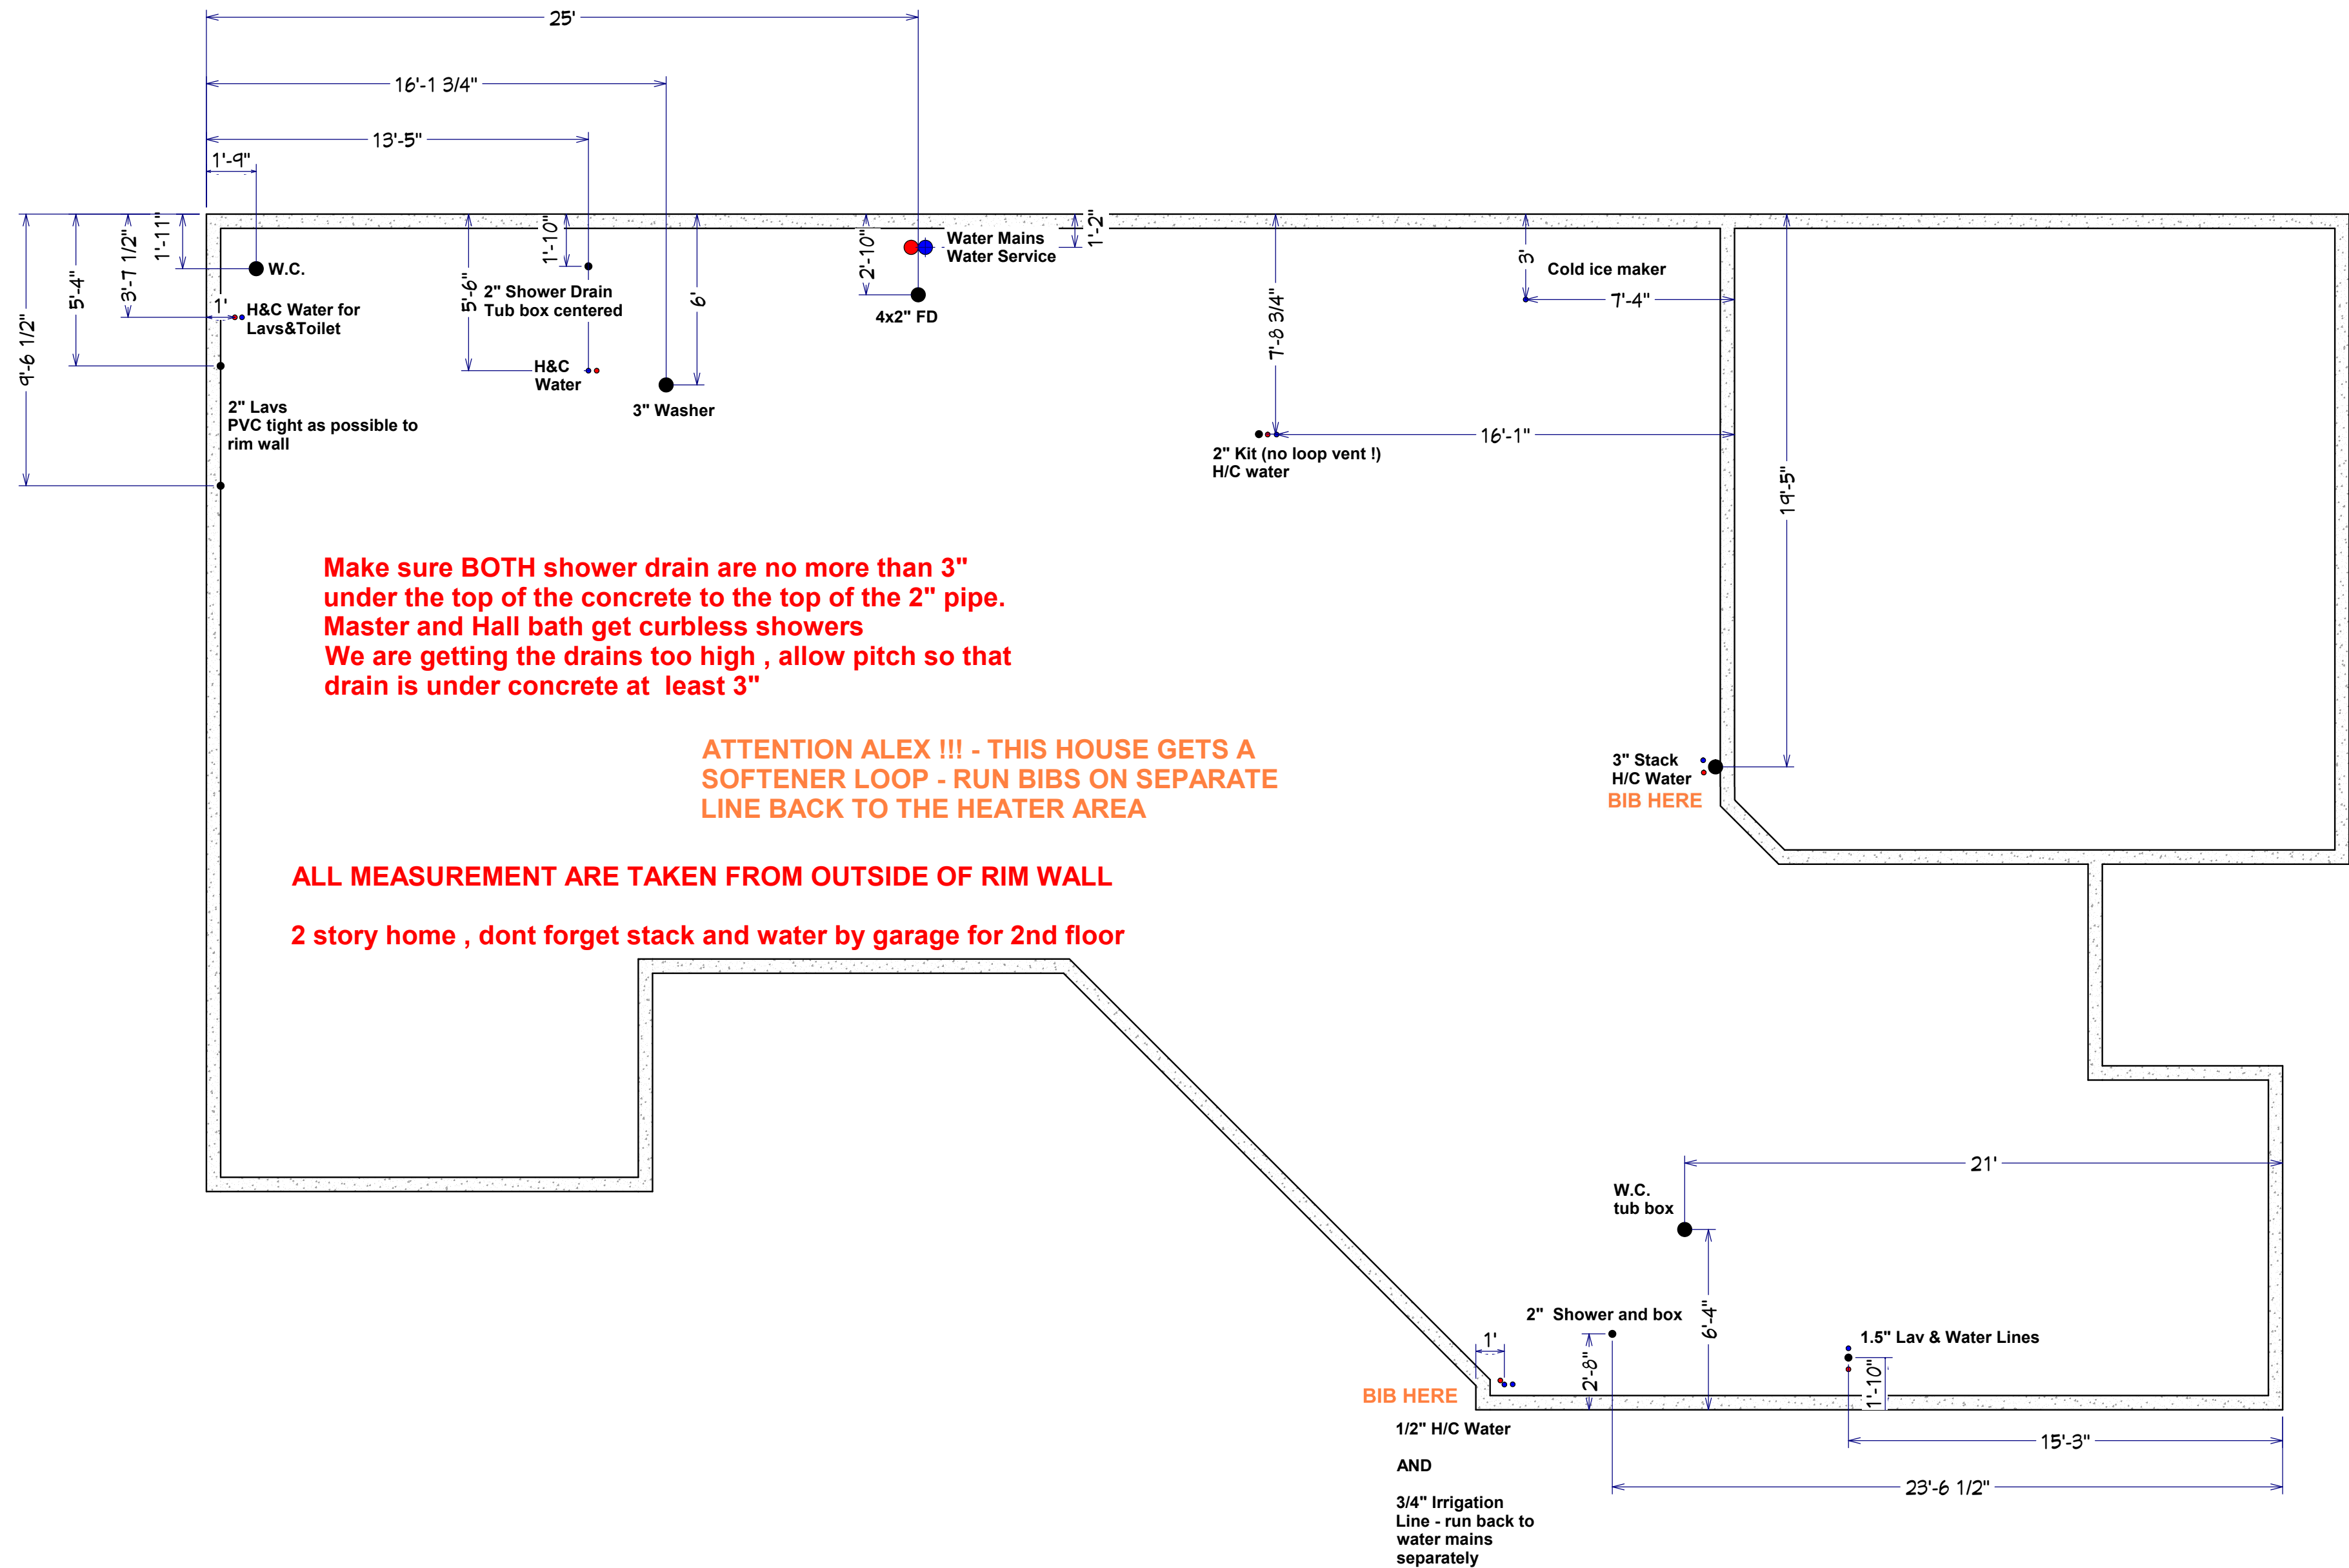 25'
16'-1 3/4"
13'-5"
1'-9"
1'-11"
3'-7 1/2"
5'-4"
9'-6 1/2"
W.C.
1'
H&C Water for
Lavs&Toilet
2" Lavs
PVC tight as possible to
rim wall
1'-10"
5'-6"
2" Shower Drain
Tub box centered
H&C
Water
6'
3" Washer
2'-10"
4x2" FD
Water Mains
Water Service
1'-2"
7'-8 3/4"
3'
Cold ice maker
7'-4"
16'-1"
2" Kit (no loop vent !)
H/C water
19'-5"
Make sure BOTH shower drain are no more than 3"
under the top of the concrete to the top of the 2" pipe.
Master and Hall bath get curbless showers
We are getting the drains too high , allow pitch so that
drain is under concrete at least 3"
ATTENTION ALEX !!! - THIS HOUSE GETS A
SOFTENER LOOP - RUN BIBS ON SEPARATE
LINE BACK TO THE HEATER AREA
3" Stack
H/C Water
BIB HERE
ALL MEASUREMENT ARE TAKEN FROM OUTSIDE OF RIM WALL
2 story home , dont forget stack and water by garage for 2nd floor
21'
W.C.
tub box
6'-4"
2" Shower and box
2'-8"
1'
1.5" Lav & Water Lines
1'-10"
BIB HERE
1/2" H/C Water
AND
3/4" Irrigation
Line - run back to
water mains
separately
15'-3"
23'-6 1/2"